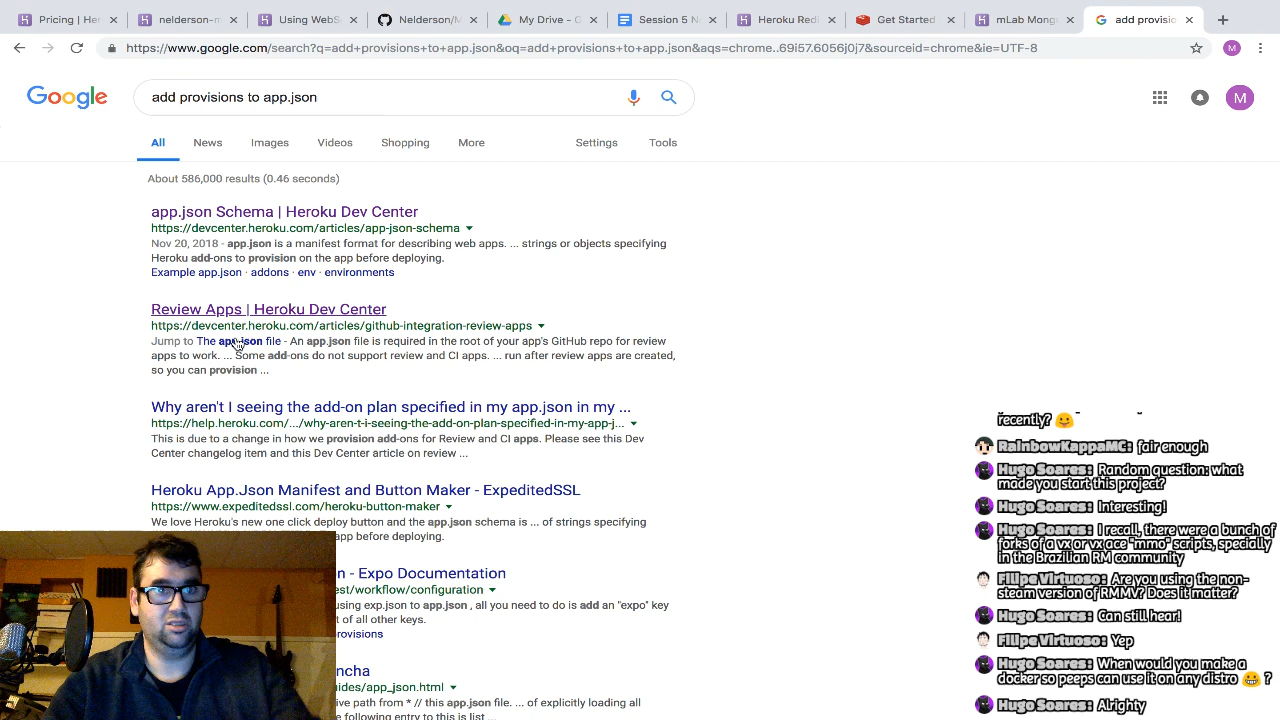 Pricing | Her
nelder-m
Using WebS
Nelderson/M
My Drive - G
Session 5 N
Heroku Redi
Get Started
mLab Mong
add provisio
https://www.google.com/search?q=add+provisions+to+app.json&oq=add+provisions+to+app.json&aqs=chrome..69i57.6056j0j7&sourceid=chrome&ie=UTF-8
M
Google
add provisions to app.json
M
All
News
Images
Videos
Shopping
More
Settings
Tools
About 586,000 results (0.46 seconds)
app.json Schema | Heroku Dev Center
https://devcenter.heroku.com/articles/app-json-schema
Nov 20, 2018 - app.json is a manifest format for describing web apps. ... strings or objects specifying
Heroku add-ons to provision on the app before deploying.
Example app.json · addons · env · environments
Review Apps | Heroku Dev Center
https://devcenter.heroku.com/articles/github-integration-review-apps
Jump to The app.json file - An app.json file is required in the root of your app's GitHub repo for review
apps to work. ... Some add-ons do not support review and CI apps. ... run after review apps are created,
so you can provision ...
Why aren't I seeing the add-on plan specified in my app.json in my ...
https://help.heroku.com/.../why-aren-t-i-seeing-the-add-on-plan-specified-in-my-app-j...
This is due to a change in how we provision add-ons for Review and CI apps. Please see this Dev
Center changelog item and this Dev Center article on review ...
Heroku App.Json Manifest and Button Maker - ExpeditedSSL
https://www.expeditedssl.com/heroku-button-maker
We love Heroku's new one click deploy button and the app.json schema is ... of strings specifying
app before deploying.
n - Expo Documentation
est/workflow/configuration
using exp.json to app.json , all you need to do is add an "expo" key
t of all other keys.
rovisions
ncha
ides/app_json.html
ive path from * // this app.json file. ... of explicitly loading all
e following entry to this is list ...
recently?
RainbowKappaMC: fair enough
Hugo Soares: Random question: what
made you start this project?
Hugo Soares: Interesting!
Hugo Soares: I recall, there were a bunch of
forks of a vx or vx ace "mmo" scripts, specially
in the Brazilian RM community
Filipe Virtuoso: Are you using the non-
steam version of RMMV? Does it matter?
Hugo Soares: Can still hear!
Filipe Virtuoso: Yep
Hugo Soares: When would you make a
docker so peeps can use it on any distro ?
Hugo Soares: Alrighty